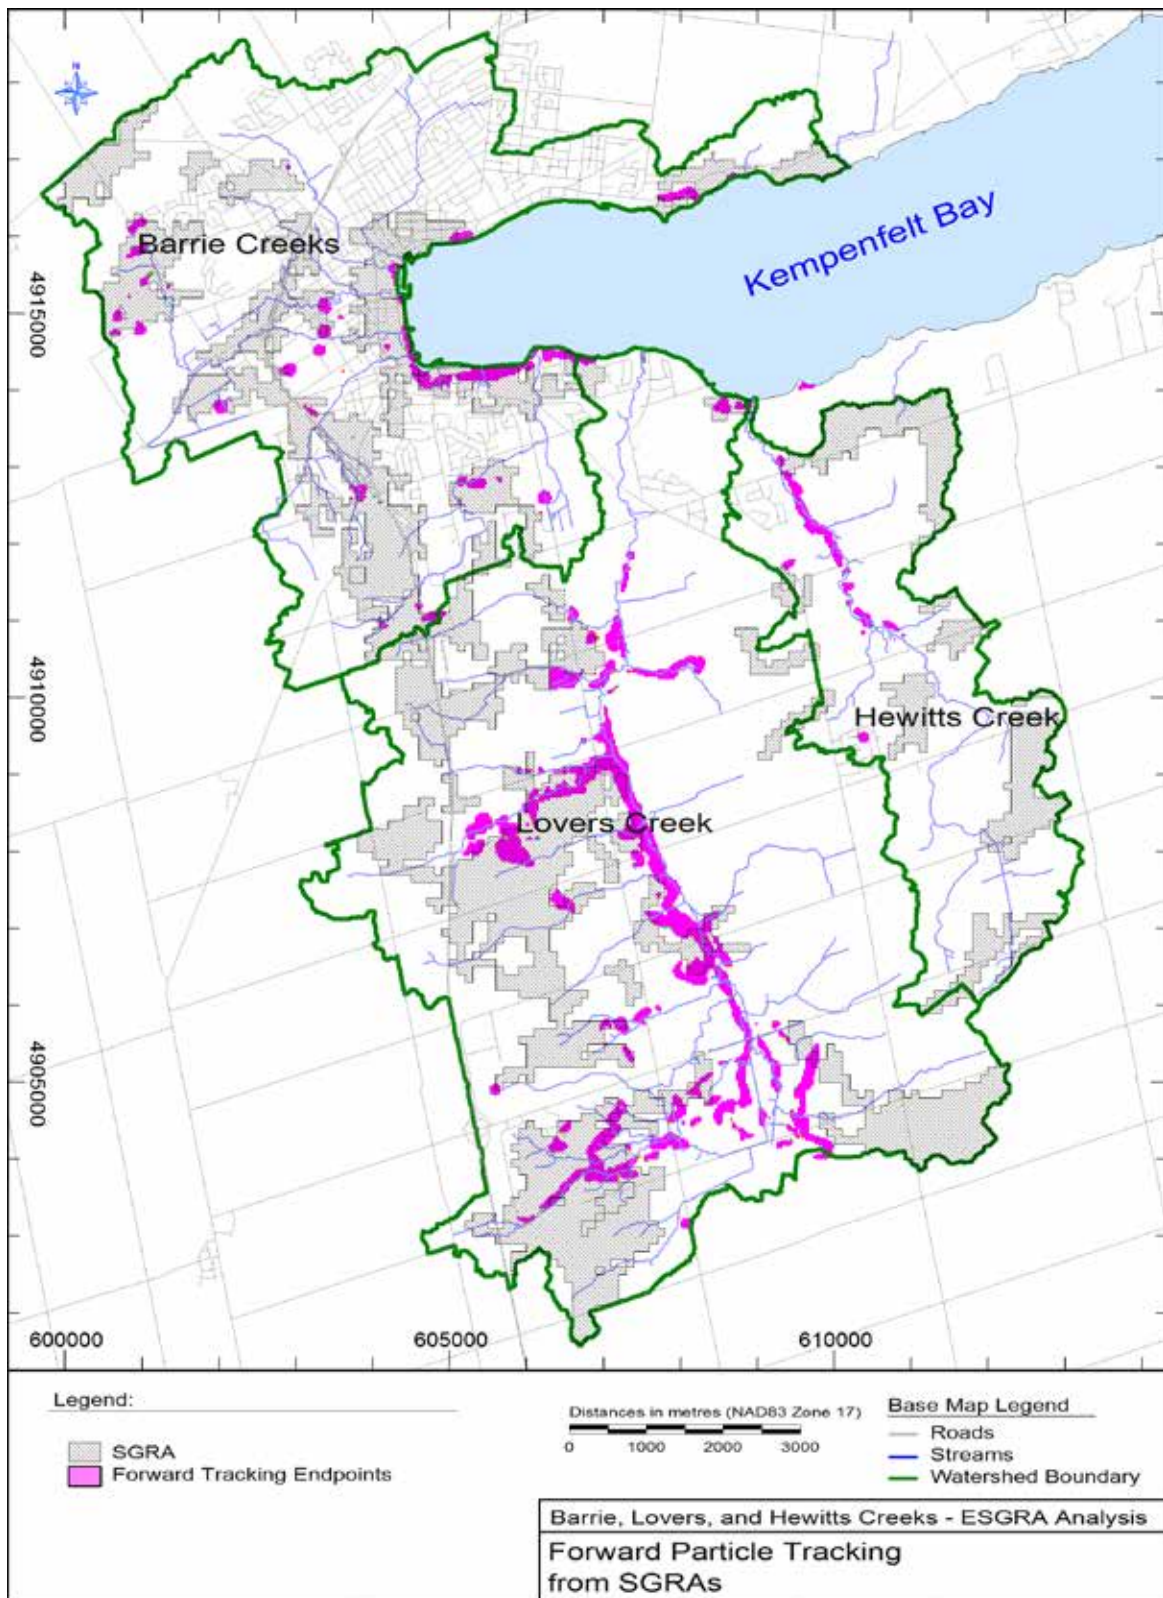 N
Kempenfelt Bay
Barrie Creeks
4915000
4910000
Hewitts Creek
Lovers Creek
4905000
600000
605000
610000
Legend:
SGRA
Forward Tracking Endpoints
Distances in metres (NAD83 Zone 17)
0 1000 2000 3000
Base Map Legend
Roads
Streams
Watershed Boundary
Barrie, Lovers, and Hewitts Creeks - ESGRA Analysis
Forward Particle Tracking
from SGRAs